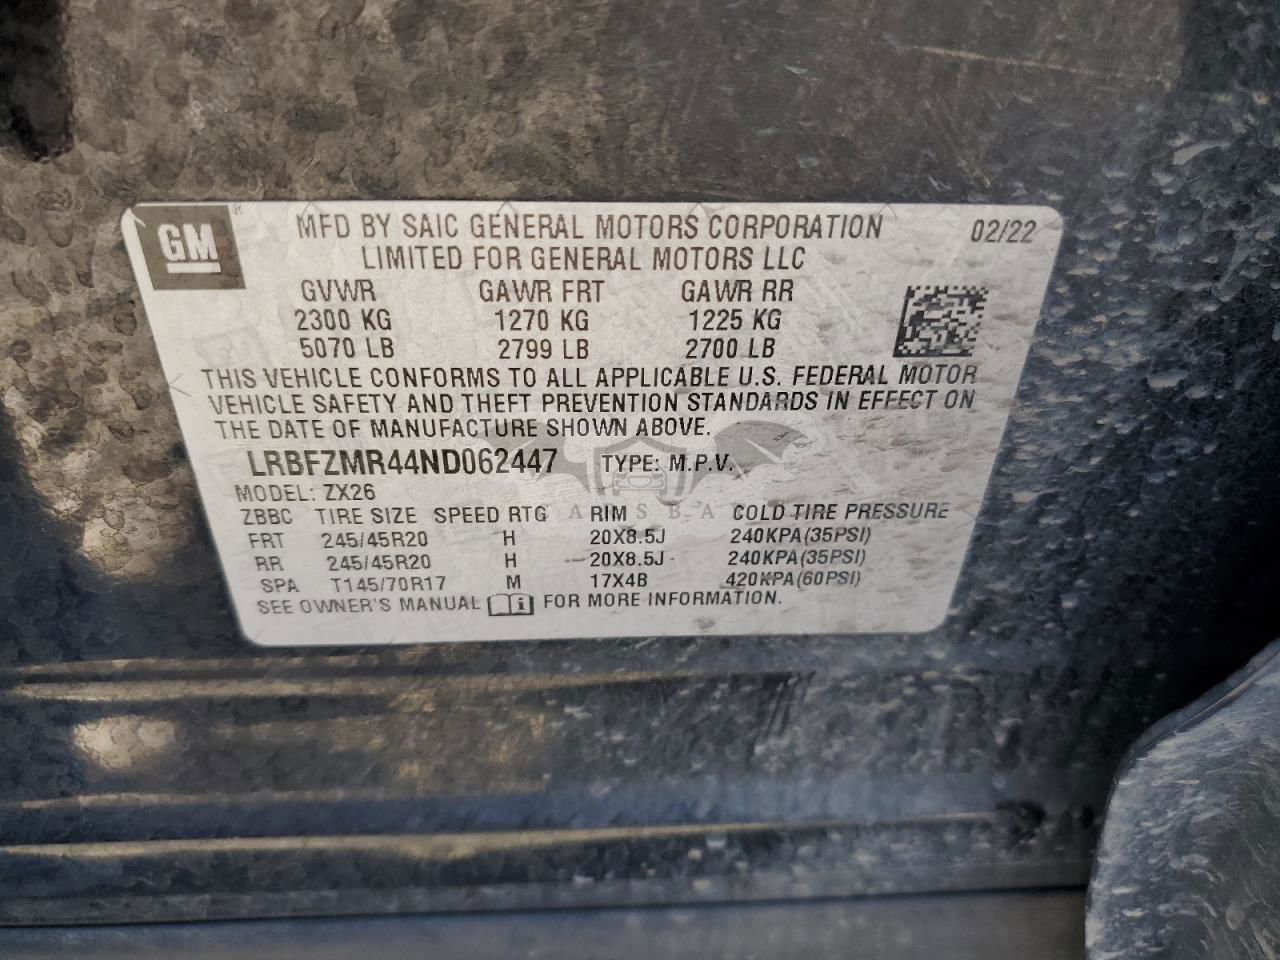 GM ®
MFD BY SAIC GENERAL MOTORS CORPORATION 02/22
LIMITED FOR GENERAL MOTORS LLC
GVWR GAWR FRT GAWR RR
2300 KG 1270 KG 1225 KG
5070 LB 2799 LB 2700 LB
THIS VEHICLE CONFORMS TO ALL APPLICABLE U.S. FEDERAL MOTOR
VEHICLE SAFETY AND THEFT PREVENTION STANDARDS IN EFFECT ON
THE DATE OF MANUFACTURE SHOWN ABOVE.
LRBFZMR44ND062447 TYPE: M.P.V.
MODEL: ZX26
ZBBC TIRE SIZE SPEED RTG RIM COLD TIRE PRESSURE
FRT 245/45R20 H 20X8.5J 240KPA(35PSI)
RR 245/45R20 H 20X8.5J 240KPA(35PSI)
SPA T145/70R17 M 17X4B 420KPA(60PSI)
SEE OWNER'S MANUAL FOR MORE INFORMATION.